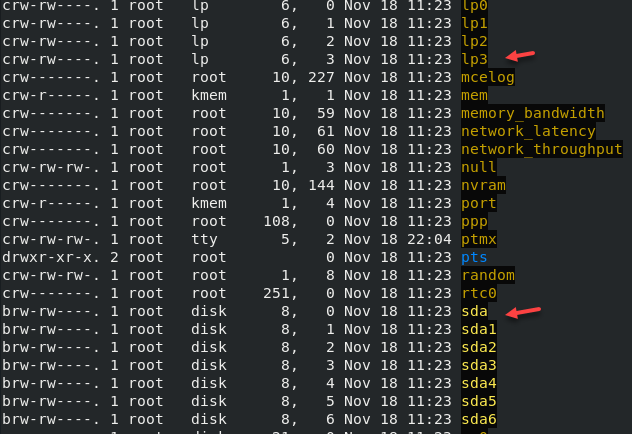 crw-rw----. 1 root   lp        6,   0 Nov 18 11:23 lp0
crw-rw----. 1 root   lp        6,   1 Nov 18 11:23 lp1
crw-rw----. 1 root   lp        6,   2 Nov 18 11:23 lp2
crw-rw----. 1 root   lp        6,   3 Nov 18 11:23 lp3
crw-------. 1 root   root     10, 227 Nov 18 11:23 mcelog
crw-r-----. 1 root   kmem      1,   1 Nov 18 11:23 mem
crw-------. 1 root   root     10,  59 Nov 18 11:23 memory_bandwidth
crw-------. 1 root   root     10,  61 Nov 18 11:23 network_latency
crw-------. 1 root   root     10,  60 Nov 18 11:23 network_throughput
crw-rw-rw-. 1 root   root      1,   3 Nov 18 11:23 null
crw-------. 1 root   root     10, 144 Nov 18 11:23 nvram
crw-r-----. 1 root   kmem      1,   4 Nov 18 11:23 port
crw-------. 1 root   root    108,   0 Nov 18 11:23 ppp
crw-rw-rw-. 1 root   tty       5,   2 Nov 18 22:04 ptmx
drwxr-xr-x. 2 root   root           0 Nov 18 11:23 pts
crw-rw-rw-. 1 root   root      1,   8 Nov 18 11:23 random
crw-------. 1 root   root    251,   0 Nov 18 11:23 rtc0
brw-rw----. 1 root   disk      8,   0 Nov 18 11:23 sda
brw-rw----. 1 root   disk      8,   1 Nov 18 11:23 sda1
brw-rw----. 1 root   disk      8,   2 Nov 18 11:23 sda2
brw-rw----. 1 root   disk      8,   3 Nov 18 11:23 sda3
brw-rw----. 1 root   disk      8,   4 Nov 18 11:23 sda4
brw-rw----. 1 root   disk      8,   5 Nov 18 11:23 sda5
brw-rw----. 1 root   disk      8,   6 Nov 18 11:23 sda6